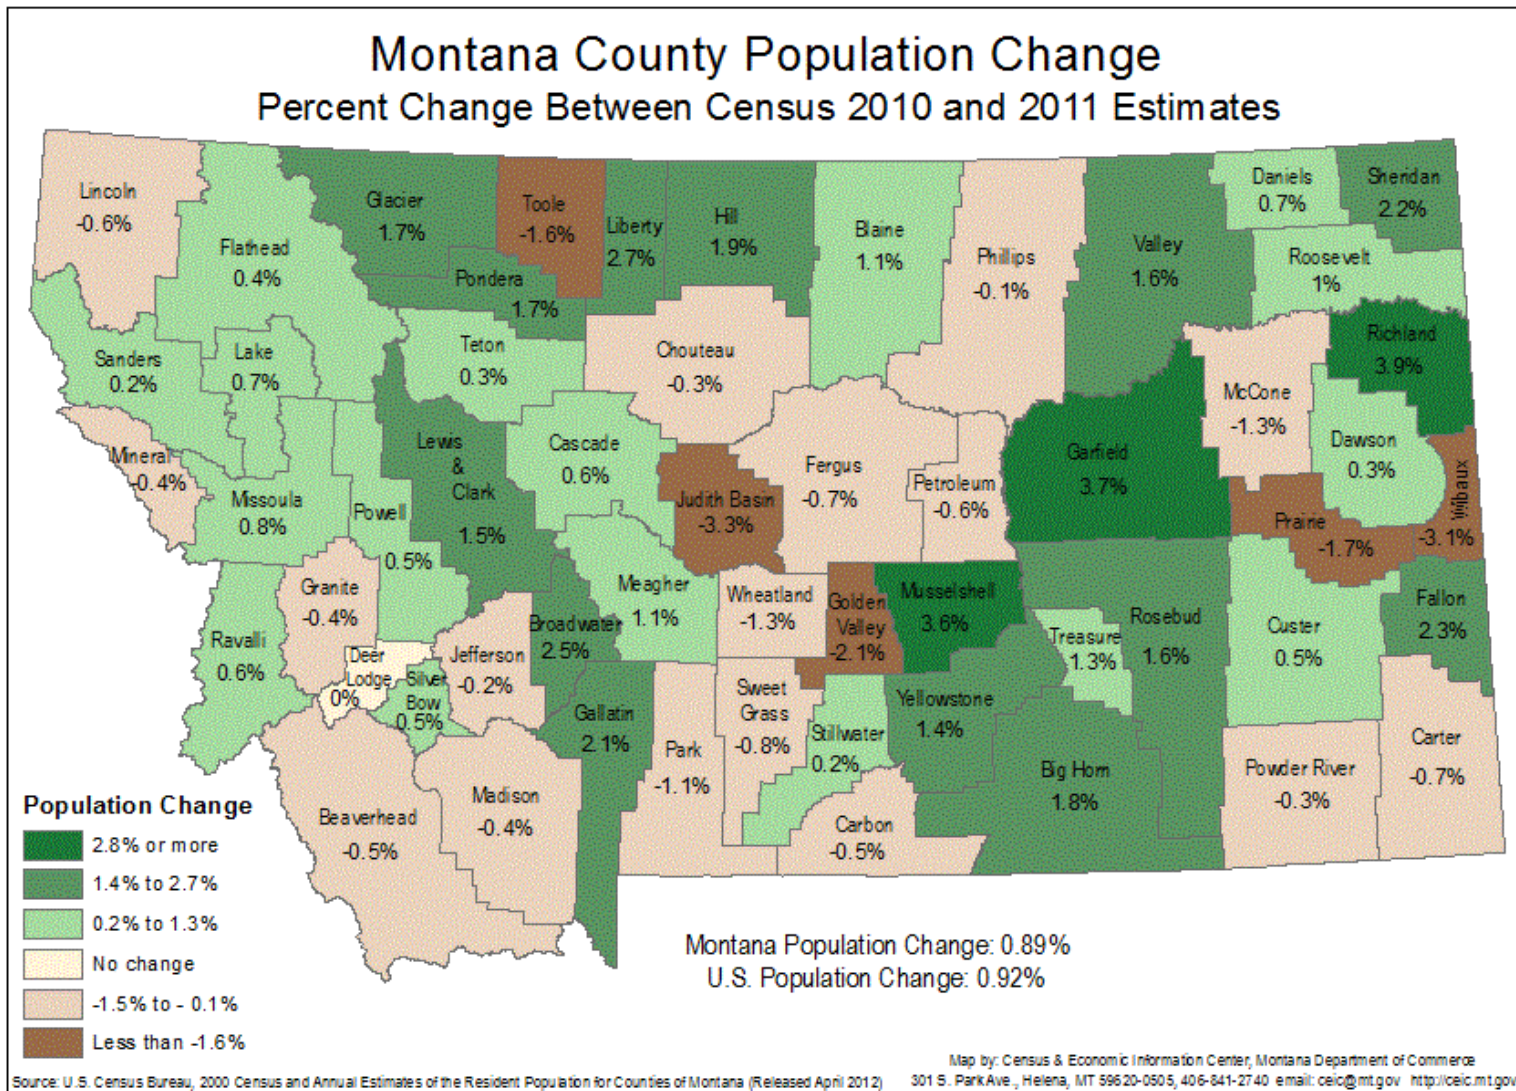 Montana County Population Change
Percent Change Between Census 2010 and 2011 Estimates
Lincoln
-0.6%
Flathead
0.4%
Glacier
1.7%
Toole
-1.6%
Liberty
2.7%
Hill
1.9%
Blaine
1.1%
Phillips
-0.1%
Valley
1.6%
Daniels
0.7%
Sheridan
2.2%
Roosevelt
1%
Pondera
1.7%
Sanders
0.2%
Lake
0.7%
Teton
0.3%
Chouteau
-0.3%
Richland
3.9%
McCone
-1.3%
Dawson
0.3%
Wibaux
-3.1%
Mineral
-0.4%
Missoula
0.8%
Powell
0.5%
Lewis
&
Clark
1.5%
Cascade
0.6%
Judith Basin
-3.3%
Fergus
-0.7%
Petroleum
-0.6%
Garfield
3.7%
Prairie
-1.7%
Granite
-0.4%
Ravalli
0.6%
Deer
Lodge
0%
Silver
Bow
0.5%
Jefferson
-0.2%
Broadwater
2.5%
Meagher
1.1%
Wheatland
-1.3%
Golden
Valley
-2.1%
Musselshell
3.6%
Treasure
1.3%
Rosebud
1.6%
Custer
0.5%
Fallon
2.3%
Gallatin
2.1%
Park
-1.1%
Sweet
Grass
-0.8%
Stillwater
0.2%
Yellowstone
1.4%
Big Horn
1.8%
Powder River
-0.3%
Carter
-0.7%
Beaverhead
-0.5%
Madison
-0.4%
Carbon
-0.5%
Population Change
2.8% or more
1.4% to 2.7%
0.2% to 1.3%
No change
-1.5% to - 0.1%
Less than -1.6%
Montana Population Change: 0.89%
U.S. Population Change: 0.92%
Map by: Census & Economic Information Center, Montana Department of Commerce
Source: U.S. Census Bureau, 2000 Census and Annual Estimates of the Resident Population for Counties of Montana (Released April 2012)
301 S. Park Ave., Helena, MT 59620-0505, 406-841-2740 email: ceic@mt.gov http://ceic.mt.gov